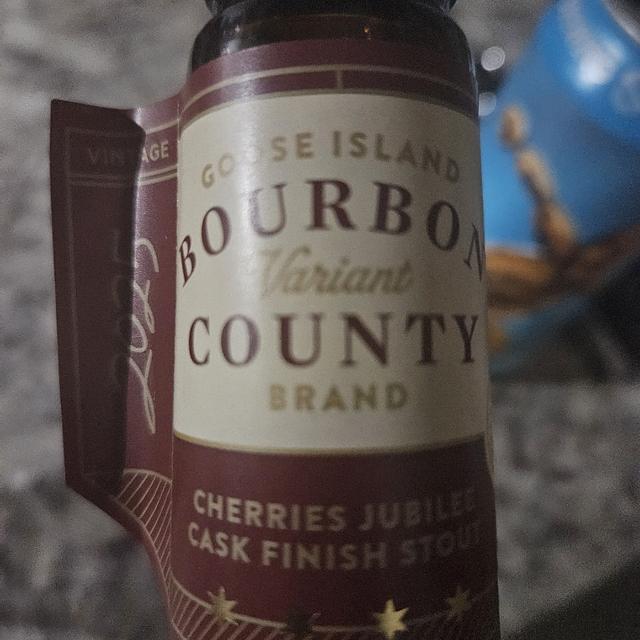 VINTAGE
GOOSE ISLAND
BOURBON
Variant
COUNTY
BRAND
CHERRIES JUBILEE
CASK FINISH STOUT